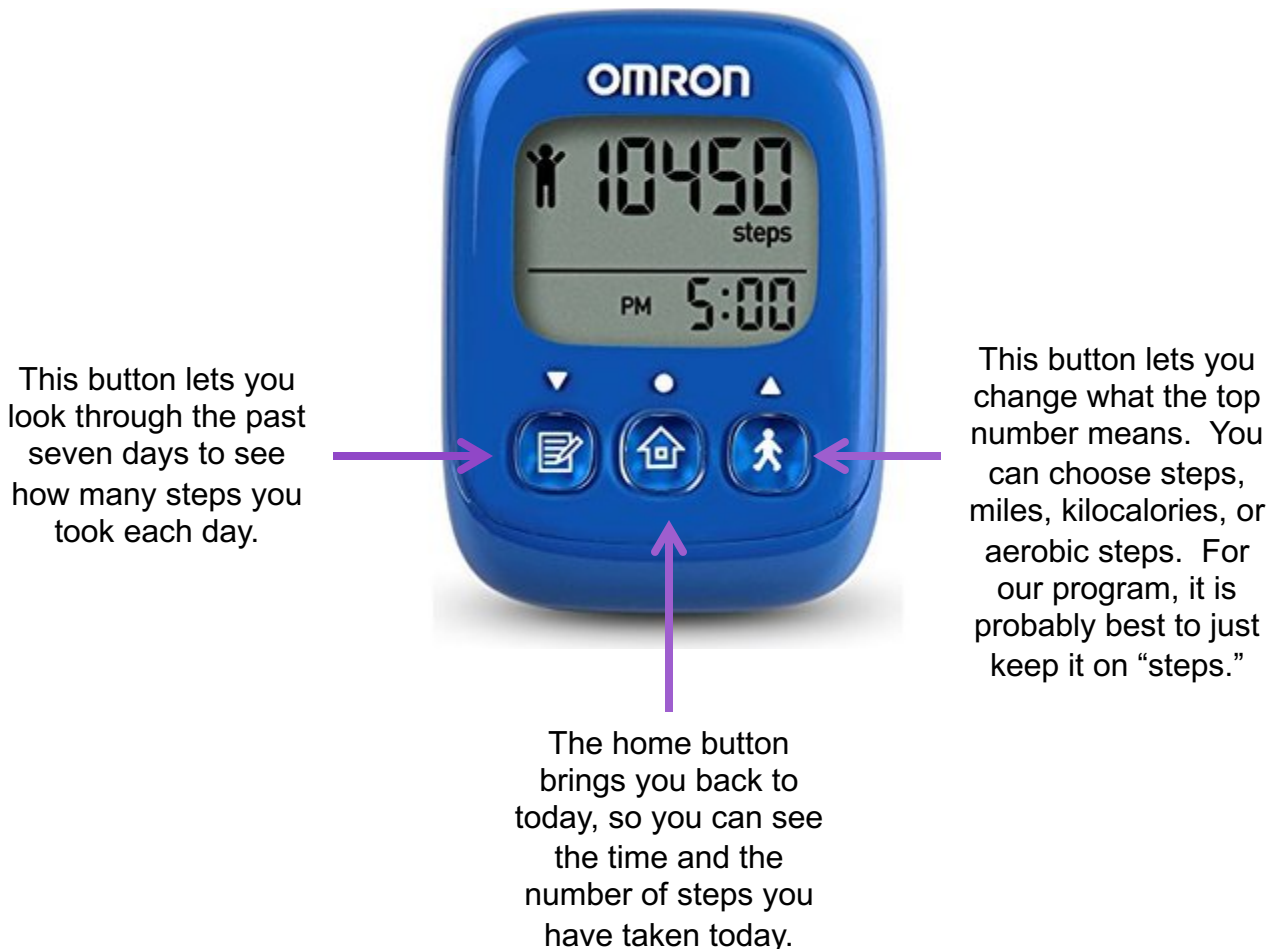 OMRON
10450
steps
PM 5:00
This button lets you
look through the past
seven days to see
how many steps you
took each day.
This button lets you
change what the top
number means.  You
can choose steps,
miles, kilocalories, or
aerobic steps.  For
our program, it is
probably best to just
keep it on “steps.”
The home button
brings you back to
today, so you can see
the time and the
number of steps you
have taken today.